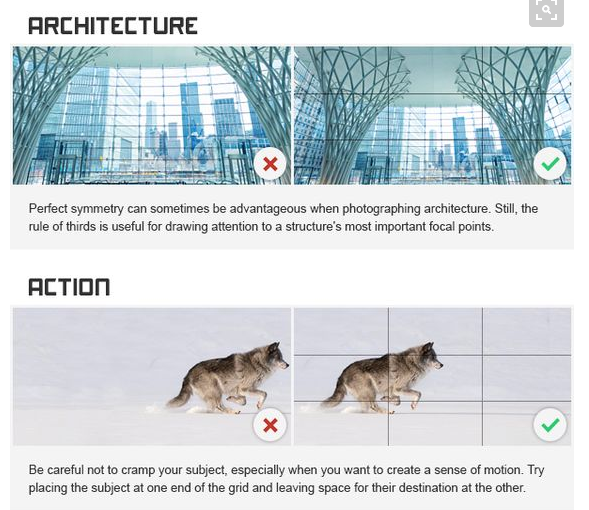 ARCHITECTURE
Perfect symmetry can sometimes be advantageous when photographing architecture. Still, the
rule of thirds is useful for drawing attention to a structure's most important focal points.
ACTION
Be careful not to cramp your subject, especially when you want to create a sense of motion. Try
placing the subject at one end of the grid and leaving space for their destination at the other.